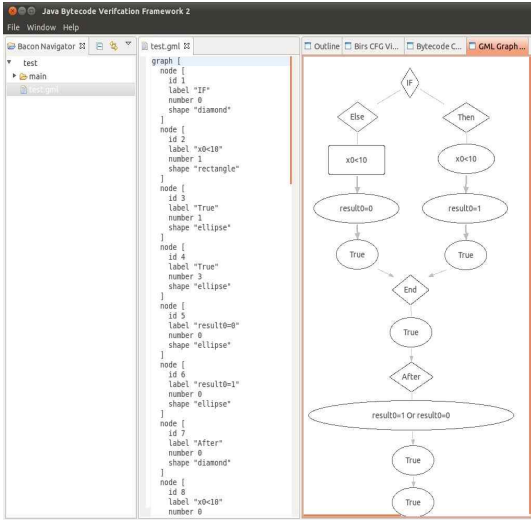 Java Bytecode Verifcation Framework 2
File Window Help
Bacon Navigator
test
main
test.gml
test.gml
graph [
node [
id 1
label "IF"
number 0
shape "diamond"
]
node [
id 2
label "x0<10"
number 1
shape "rectangle"
]
node [
id 3
label "True"
number 1
shape "ellipse"
]
node [
id 4
label "True"
number 3
shape "ellipse"
]
node [
id 5
label "result0=0"
number 0
shape "ellipse"
]
node [
id 6
label "result0=1"
number 0
shape "ellipse"
]
node [
id 7
label "After"
number 0
shape "diamond"
]
node [
id 8
label "x0<10"
number 0
Outline Birs CFG Vi... Bytecode C... GML Graph ...
IF
Else Then
x0<10 x0<10
result0=0 result0=1
True True
End
True
After
result0=1 Or result0=0
True
True